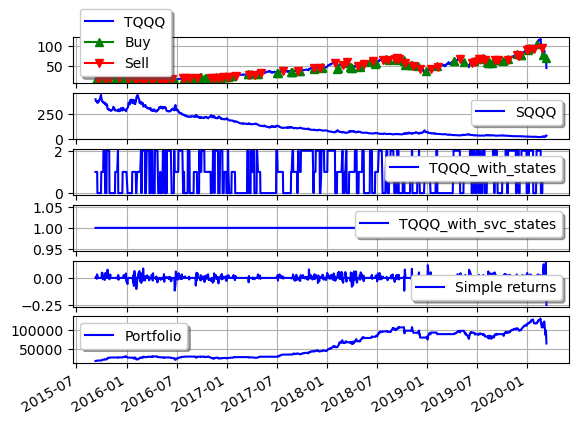 TQQQ
Buy
Sell
100
50
SQQQ
250
0
TQQQ_with_states
2
0
TQQQ_with_svc_states
1.05
1.00
0.95
Simple returns
0.00
−0.25
Portfolio
100000
50000
2015-07
2016-01
2016-07
2017-01
2017-07
2018-01
2018-07
2019-01
2019-07
2020-01